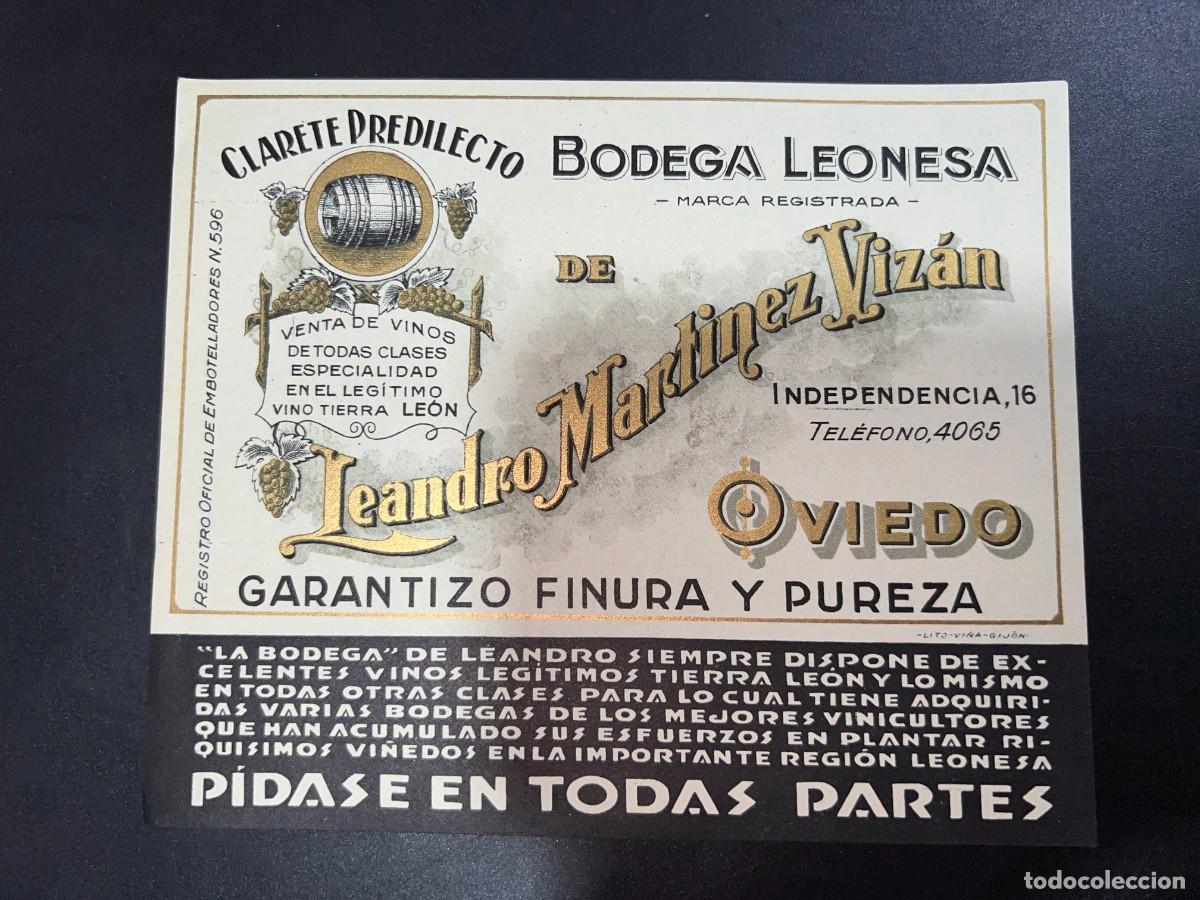 CLARETE PREDILECTO
VENTA DE VINOS
DE TODAS CLASES
ESPECIALIDAD
EN EL LEGÍTIMO
VINO TIERRA LEÓN
REGISTRO OFICIAL DE EMBOTELLADORES N. 596
BODEGA LEONESA
- MARCA REGISTRADA -
DE
Leandro Martinez Vizán
INDEPENDENCIA, 16
TELÉFONO, 4065
OVIEDO
GARANTIZO FINURA Y PUREZA
-LITO-VIÑA-GIJÓN-
"LA BODEGA" DE LEANDRO SIEMPRE DISPONE DE EX-
CELENTES VINOS LEGÍTIMOS TIERRA LEÓN Y LO MISMO
EN TODAS OTRAS CLASES PARA LO CUAL TIENE ADQUIRI-
DAS VARIAS BODEGAS DE LOS MEJORES VINICULTORES
QUE HAN ACUMULADO SUS ESFUERZOS EN PLANTAR RI-
QUISIMOS VIÑEDOS EN LA IMPORTANTE REGIÓN LEONESA
PÍDASE EN TODAS PARTES
todocoleccion